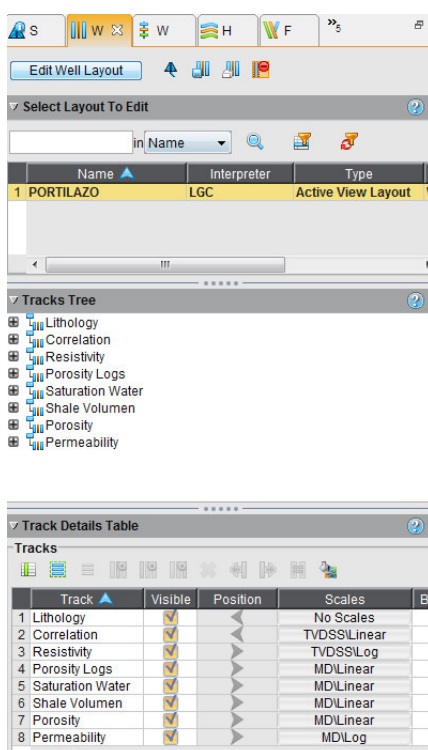 S W W H F »5
Edit Well Layout
Select Layout To Edit
in Name
Name Interpreter Type
1 PORTILAZO LGC Active View Layout
Tracks Tree
Lithology
Correlation
Resistivity
Porosity Logs
Saturation Water
Shale Volumen
Porosity
Permeability
Track Details Table
Tracks
Track Visible Position Scales B
1 Lithology No Scales
2 Correlation TVDSS\Linear
3 Resistivity TVDSS\Log
4 Porosity Logs MD\Linear
5 Saturation Water MD\Linear
6 Shale Volumen MD\Linear
7 Porosity MD\Linear
8 Permeability MD\Log